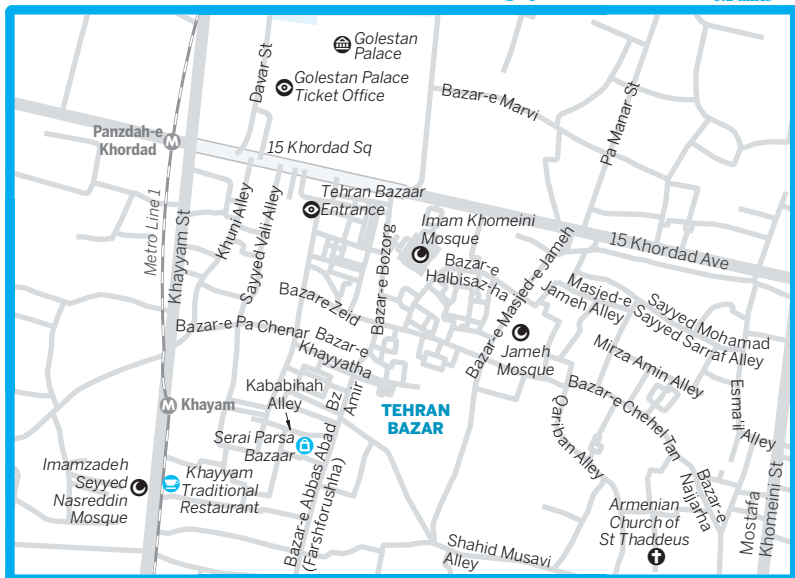 Golestan
Palace
Davar St
Golestan Palace
Ticket Office
Bazar-e Marvi
Pa Manar St
Panzdah-e
Khordad
M
15 Khordad Sq
Metro Line 1
Khayyam St
Khuni Alley
Sayyed Vali Alley
Tehran Bazaar
Entrance
Imam Khomeini
Mosque
15 Khordad Ave
Bazar-e Bozorg
Bazar-e
Halbisaz-ha
Bazar-e Masjed-e Jameh
Masjed-e
Jameh Alley
Sayyed Mohamad
Sayyed Sarraf Alley
Bazare Zeid
Bazar-e Pa Chenar
Bazar-e
Khayyatha
Jameh
Mosque
Mirza Amin Alley
Kababihah
Alley
M
Khayam
Bz
Amir
TEHRAN
BAZAR
Bazar-e Chehel Tan
Esma'il Alley
Qariban Alley
Serai Parsa
Bazaar
Bazar-e Abbas Abad
(Farshforushha)
Imamzadeh
Seyyed
Nasreddin
Mosque
Khayyam
Traditional
Restaurant
Bazar-e
Najjarha
Mostafa
Khomeini St
Armenian
Church of
St Thaddeus
Shahid Musavi
Alley